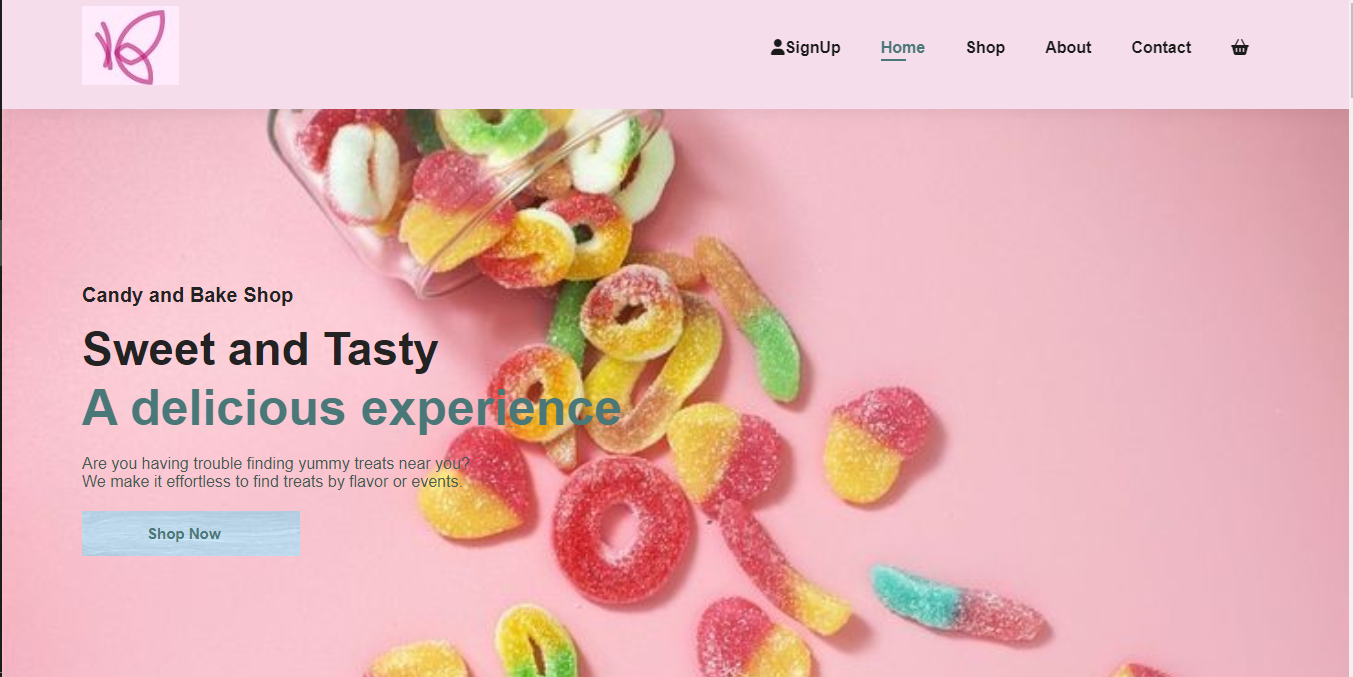 SignUp Home Shop About Contact
Candy and Bake Shop
Sweet and Tasty
A delicious experience
Are you having trouble finding yummy treats near you?
We make it effortless to find treats by flavor or events.
Shop Now